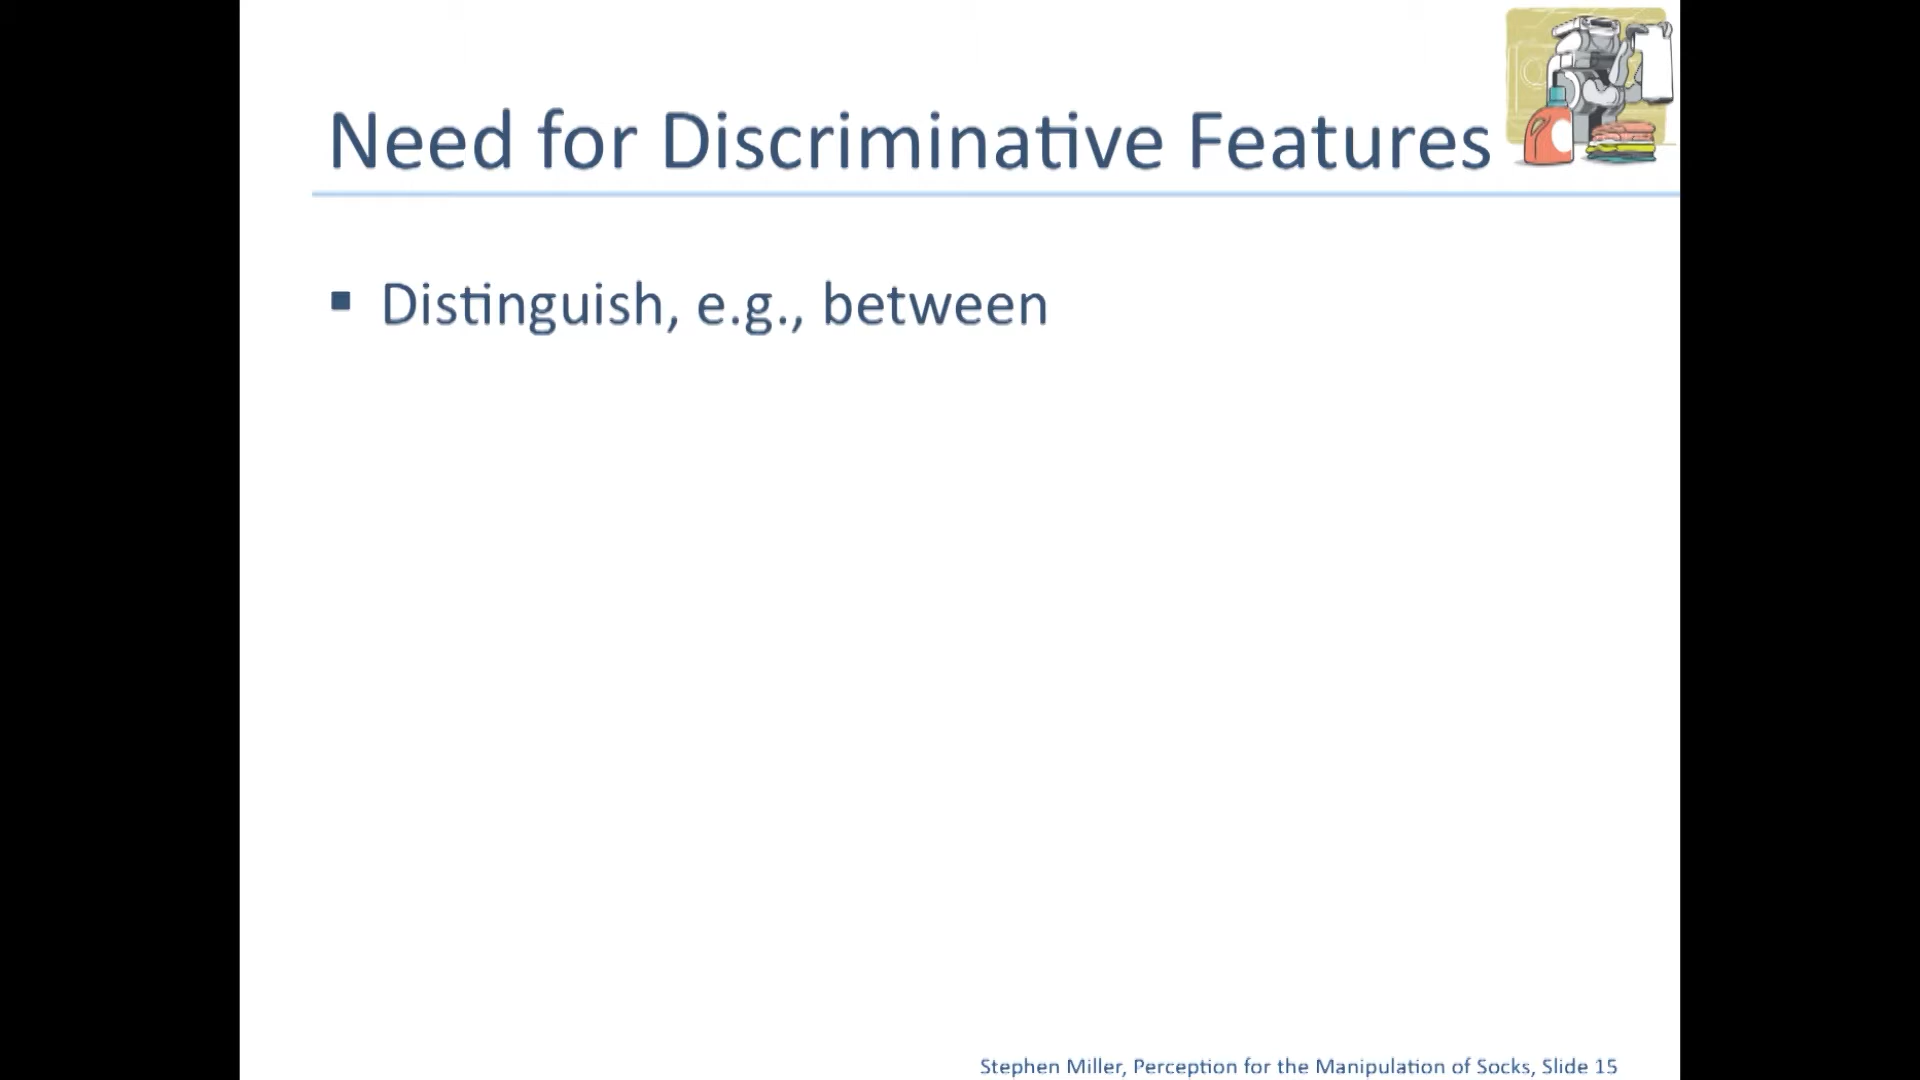 Need for Discriminative Features
▪ Distinguish, e.g., between
Stephen Miller, Perception for the Manipulation of Socks, Slide 15